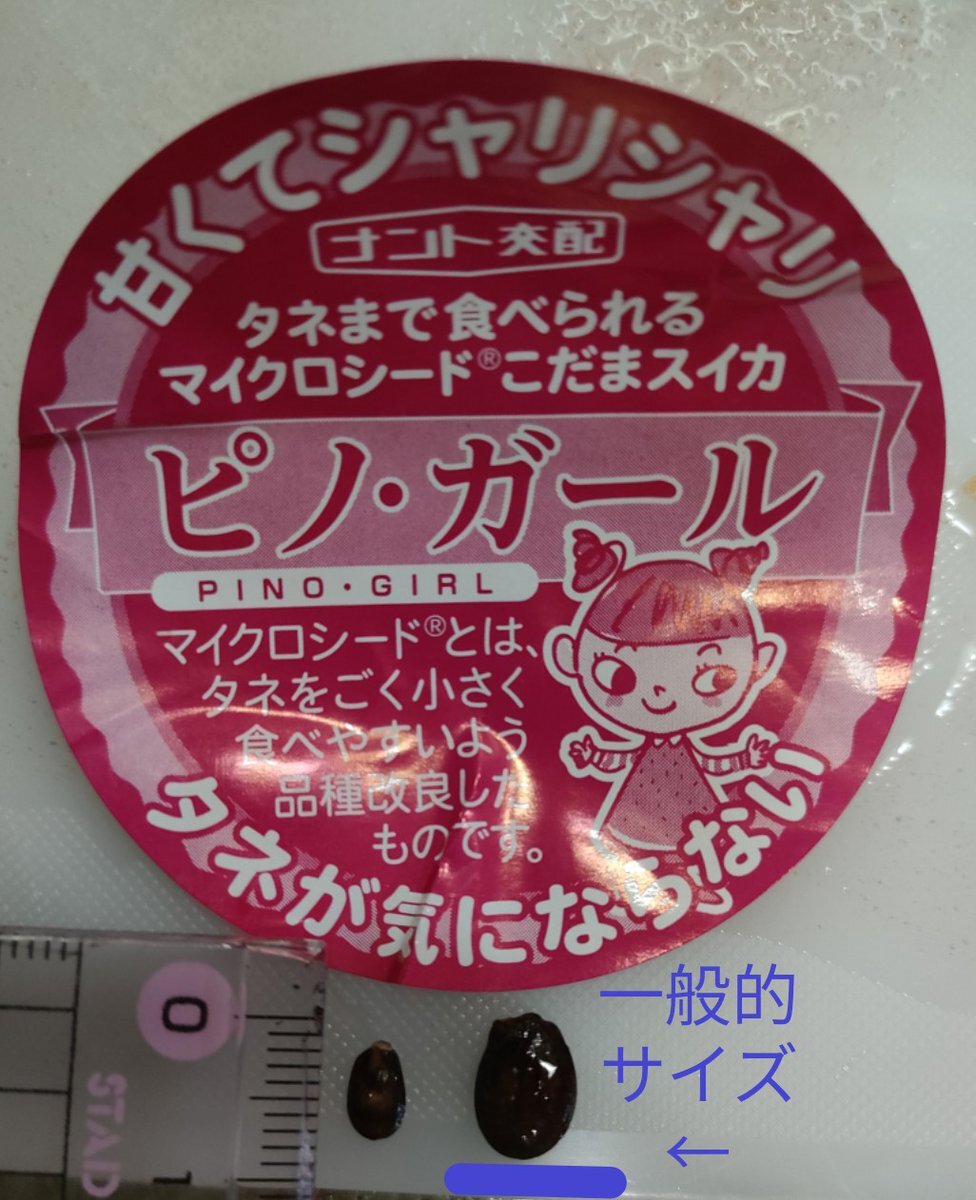 甘くてシャリシャリ
ナント交配
タネまで食べられる
マイクロシード®こだまスイカ
ピノ・ガール
PINO・GIRL
マイクロシード®とは、
タネをごく小さく
食べやすいよう
品種改良した
ものです。
タネが気にならない
0
1
STAED
一般的
サイズ
←